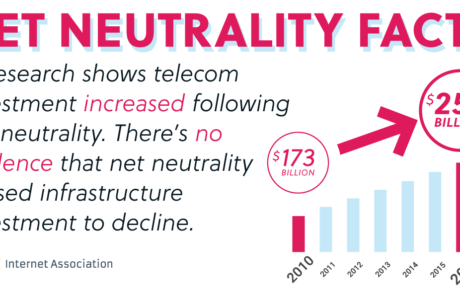 ET NEUTRALITY FACT
esearch shows telecom
estment increased following
neutrality. There's no
dence that net neutrality
sed infrastructure
estment to decline.
Internet Association
$173
BILLION
$25
BILL
2010
2011
2012
2013
2014
2015